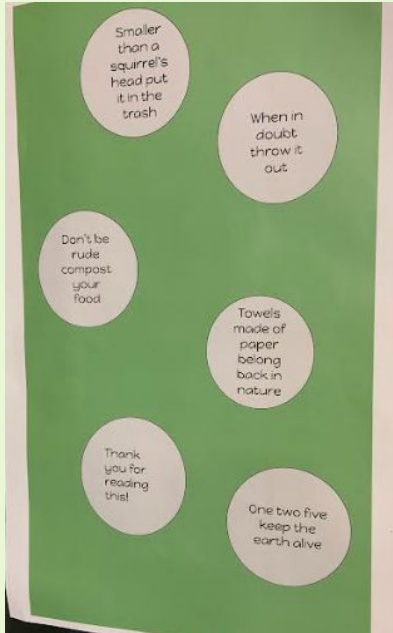 Smaller
than a
squirrel's
head put
it in the
trash
When in
doubt
throw it
out
Don't be
rude
compost
your
food
Towels
made of
paper
belong
back in
nature
Thank
you for
reading
this!
One two five
keep the
earth alive